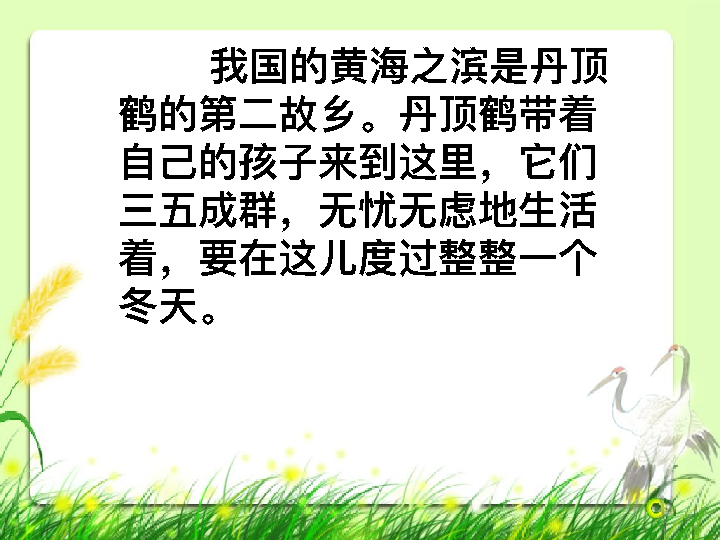 我国的黄海之滨是丹顶
鹤的第二故乡。丹顶鹤带着
自己的孩子来到这里，它们
三五成群，无忧无虑地生活
着，要在这儿度过整整一个
冬天。